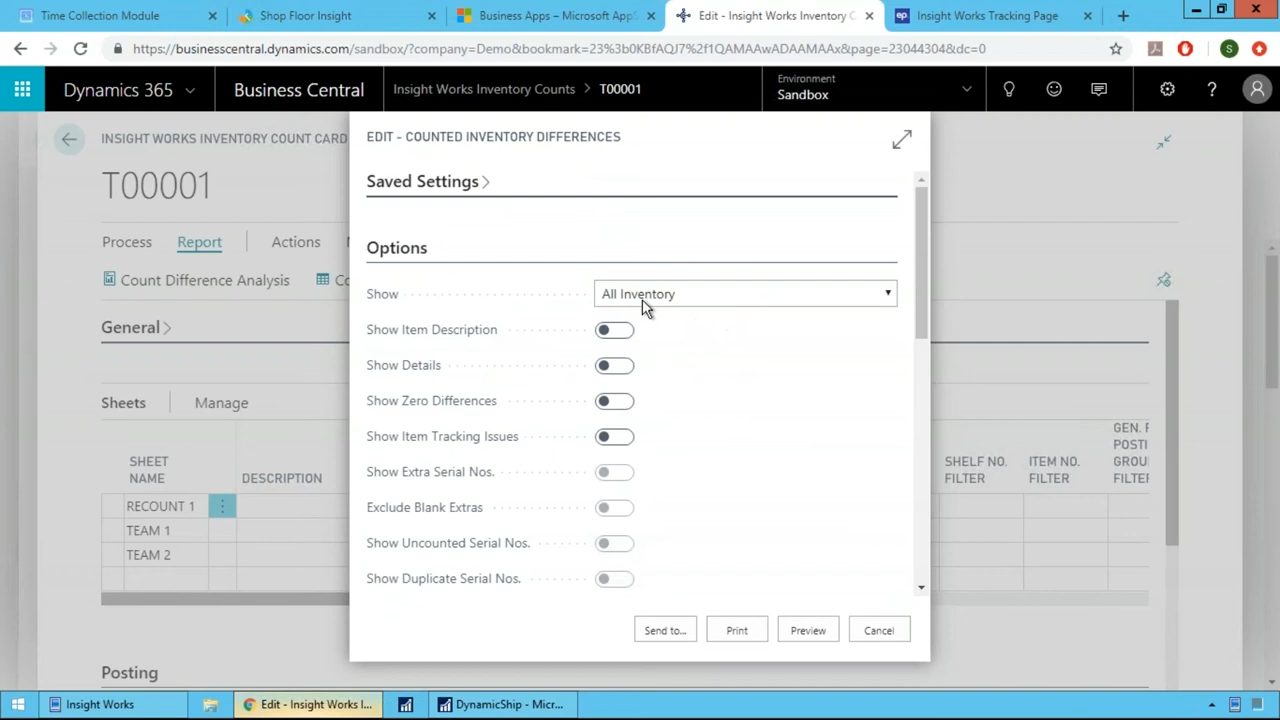 Time Collection Module
Shop Floor Insight
Business Apps – Microsoft AppS
Edit - Insight Works Inventory C
Insight Works Tracking Page
https://businesscentral.dynamics.com/sandbox/?company=Demo&bookmark=23%3b0KBfAQJ7%2f1QAMAAwADAAMAAx&page=23044304&dc=0
S
Dynamics 365
Business Central
Insight Works Inventory Counts > T00001
Environment
Sandbox
INSIGHT WORKS INVENTORY COUNT CARD
T00001
Process
Report
Actions
Count Difference Analysis
Co
General
Sheets
Manage
SHEET NAME
DESCRIPTION
SHELF NO. FILTER
ITEM NO. FILTER
GEN. P
POSTI
GROU
FILTEF
RECOUNT 1
TEAM 1
TEAM 2
Posting
EDIT - COUNTED INVENTORY DIFFERENCES
Saved Settings
Options
Show
All Inventory
Show Item Description
Show Details
Show Zero Differences
Show Item Tracking Issues
Show Extra Serial Nos.
Exclude Blank Extras
Show Uncounted Serial Nos.
Show Duplicate Serial Nos.
Send to...
Print
Preview
Cancel
Insight Works
Edit - Insight Works I...
DynamicShip - Micr...